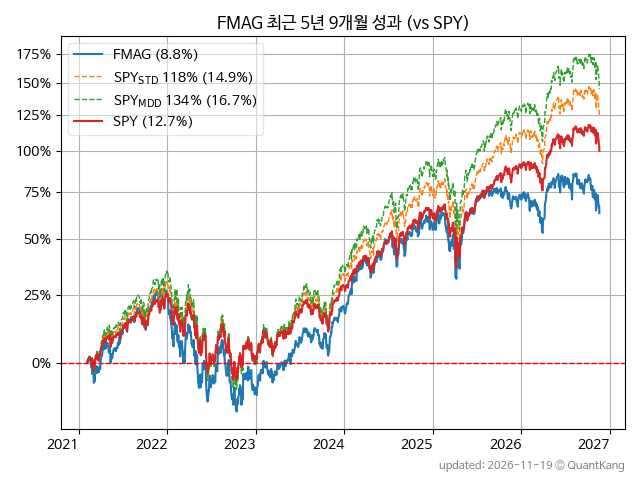 FMAG 최근 5년 9개월 성과 (vs SPY)
FMAG (8.8%)
SPY_STD 118% (14.9%)
SPY_MDD 134% (16.7%)
SPY (12.7%)
175%
150%
125%
100%
75%
50%
25%
0%
2021 2022 2023 2024 2025 2026 2027
updated: 2026-11-19 © QuantKang